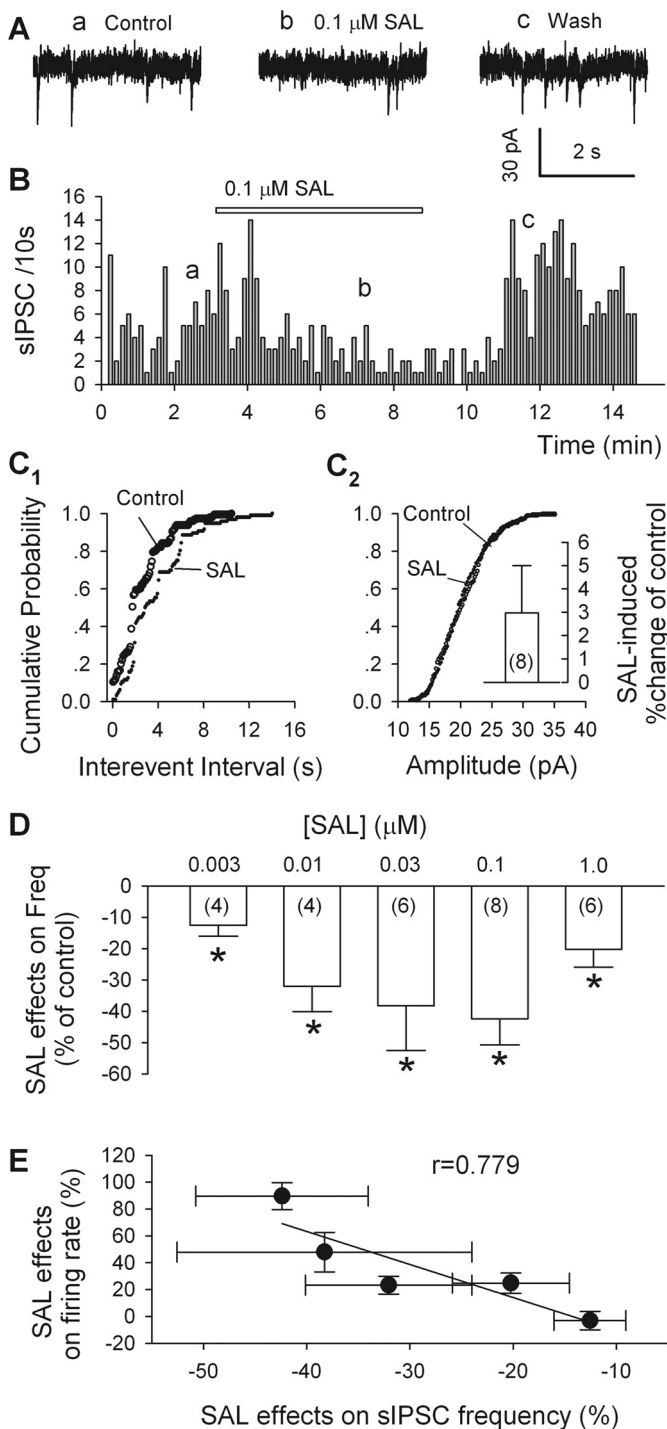 A
a Control
b 0.1 μM SAL
c Wash
30 pA
2 s
B
0.1 μM SAL
sIPSC /10s
16
14
12
10
8
6
4
2
0
a
b
c
0 2 4 6 8 10 12 14
Time (min)
C1
Cumulative Probability
1.0
.8
.6
.4
.2
0.0
Control
SAL
0 4 8 12 16
Interevent Interval (s)
C2
1.0
.8
.6
.4
.2
0.0
Control
SAL
(8)
6
5
4
3
2
1
0
SAL-induced
%change of control
10 15 20 25 30 35 40
Amplitude (pA)
D
[SAL] (μM)
0.003 0.01 0.03 0.1 1.0
SAL effects on Freq
(% of control)
0
-10
-20
-30
-40
-50
-60
(4) (4) (6) (8) (6)
* * * * *
E
r=0.779
SAL effects
on firing rate (%)
120
100
80
60
40
20
0
-20
-50 -40 -30 -20 -10
SAL effects on sIPSC frequency (%)